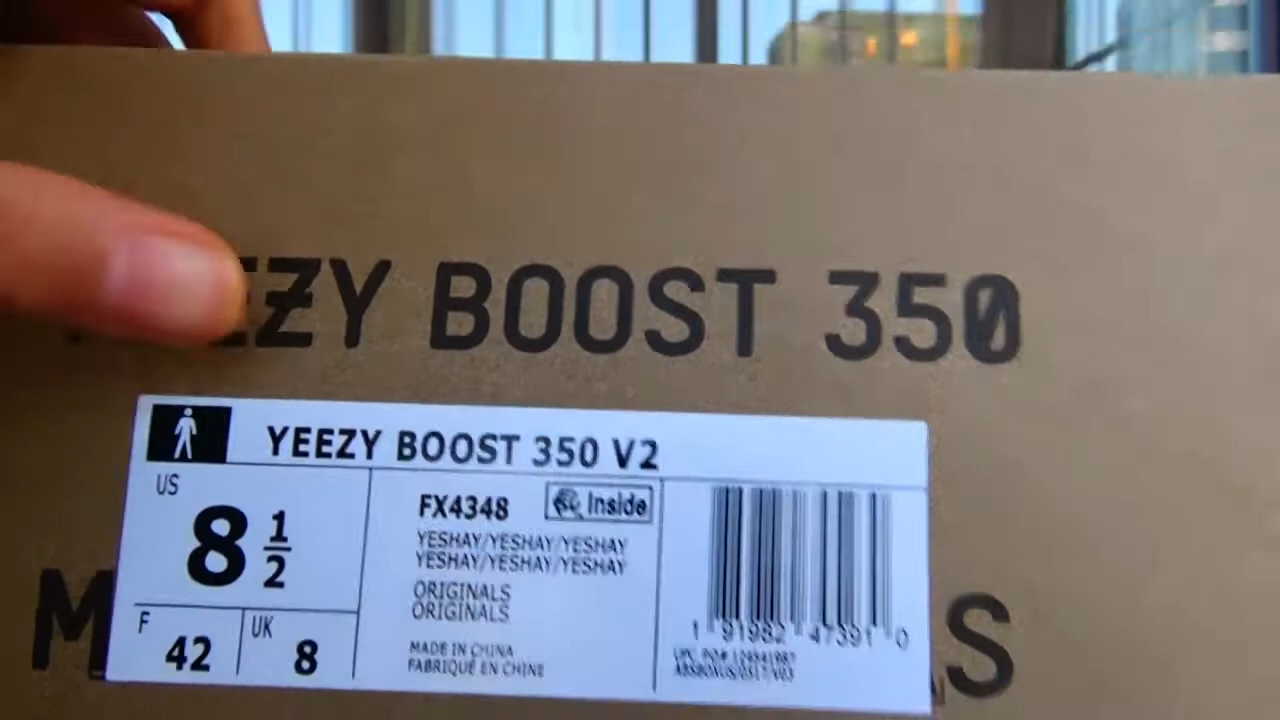 EZY BOOST 350
YEEZY BOOST 350 V2
US
8 1/2
F
42
UK
8
FX4348
Inside
YESHAY/YESHAY/YESHAY
YESHAY/YESHAY/YESHAY
ORIGINALS
ORIGINALS
MADE IN CHINA
FABRIQUÉ EN CHINE
1 91982 47391 0
M
S